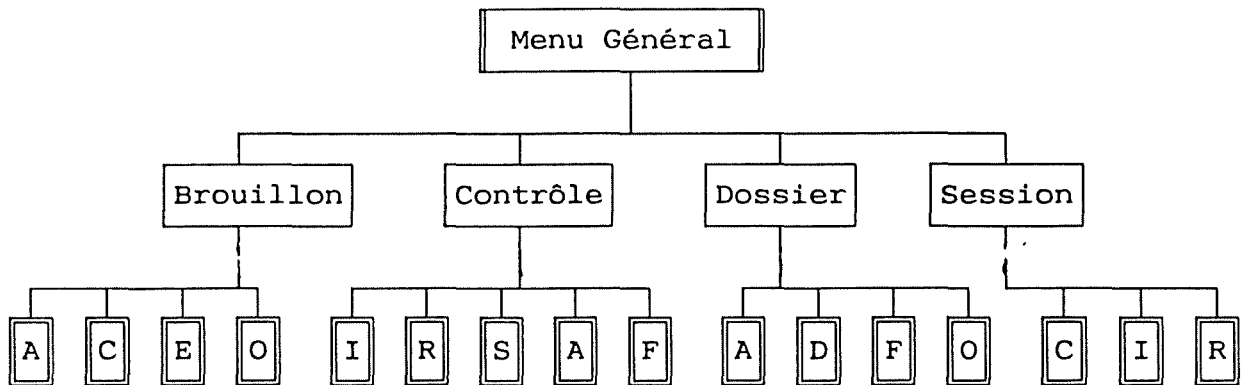 Menu Général
Brouillon Contrôle Dossier Session
A C E O I R S A F A D F O C I R